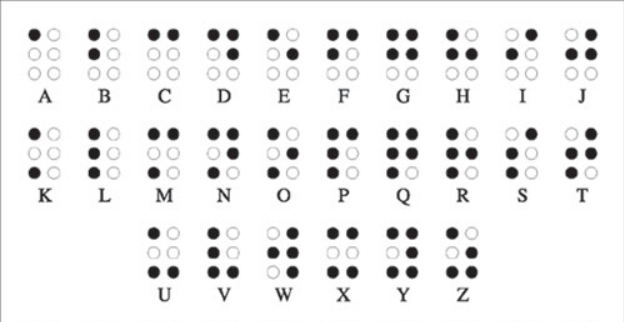 A B C D E F G H I J
K L M N O P Q R S T
U V W X Y Z